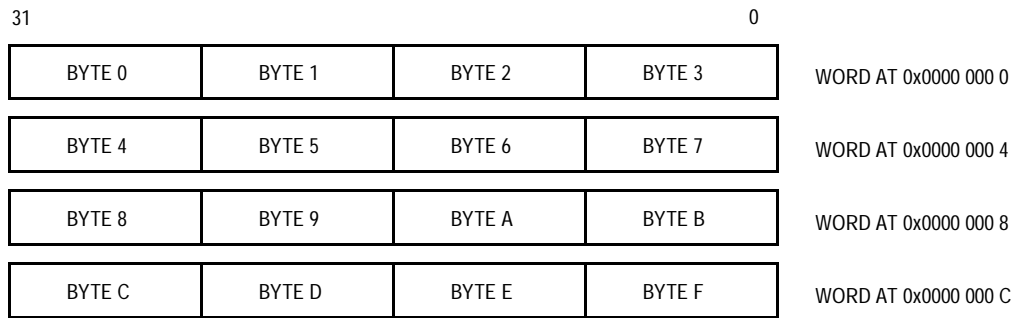 31 0
BYTE 0 BYTE 1 BYTE 2 BYTE 3 WORD AT 0x0000 000 0
BYTE 4 BYTE 5 BYTE 6 BYTE 7 WORD AT 0x0000 000 4
BYTE 8 BYTE 9 BYTE A BYTE B WORD AT 0x0000 000 8
BYTE C BYTE D BYTE E BYTE F WORD AT 0x0000 000 C